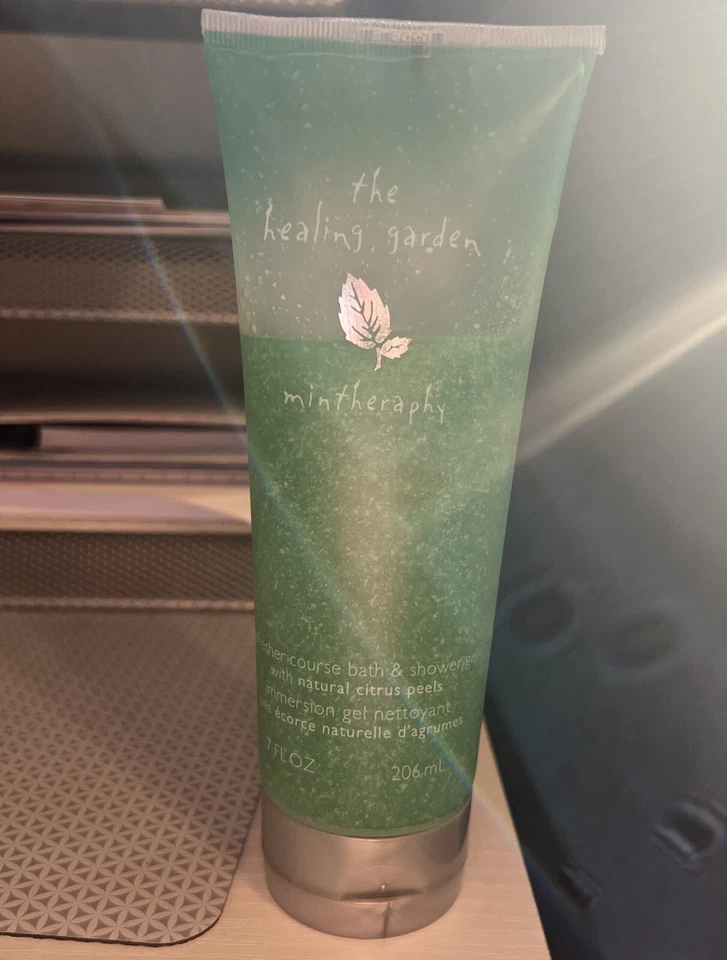 the
healing garden
mintheraphy
course bath & shower gel
with natural citrus peels
immersion gel nettoyant
écorce naturelle d'agrumes
7 FL OZ 206 mL